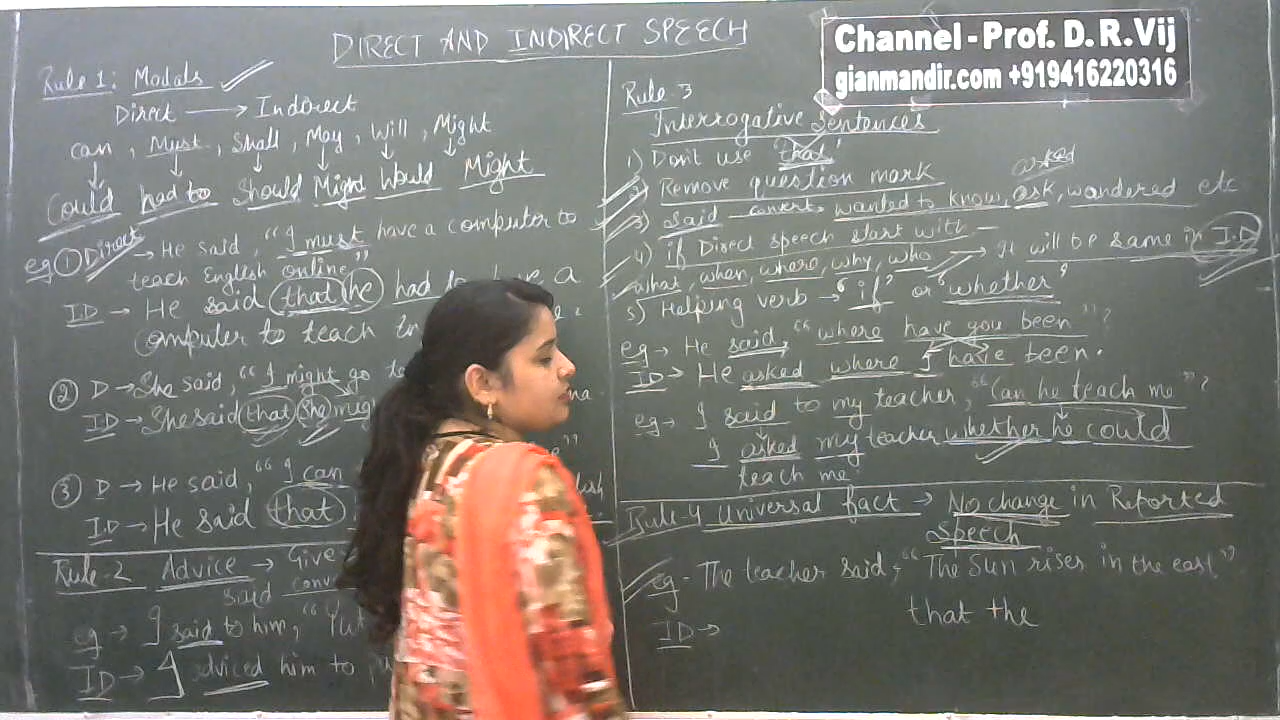 DIRECT AND INDIRECT SPEECH
Channel - Prof. D. R. Vij
gianmandir.com +919416220316
Rule 1: Modals
Direct → Indirect
can, Must, Shall, May, Will, Might
Could had to Should Might Would Might
eg ① Direct → He said, "I must have a computer to
teach English online"
ID → He said that he had to have a
Computer to teach
② D → She said, "I might go
ID → She said that she
③ D → He said, "I can
ID → He said that
Rule-2 Advice → Give
said
eg → I said to him, "Put
ID → I adviced him to
Rule 3
Interrogative Sentences
1) Don't use 'that'
2) Remove question mark
asked
3) Said convert wanted to know, ask, wandered etc
4) if Direct speech start with —
what, when, where, why, who → It will be same in I.D
5) Helping verb → "if" or "whether"
eg → He said, "where have you been"?
ID → He asked where I have been.
eg → I said to my teacher, "Can he teach me"?
I asked my teacher whether he could
teach me.
Rule-4 Universal fact → No change in Reported
Speech
eg - The teacher said, "The Sun rises in the east"
ID → that the